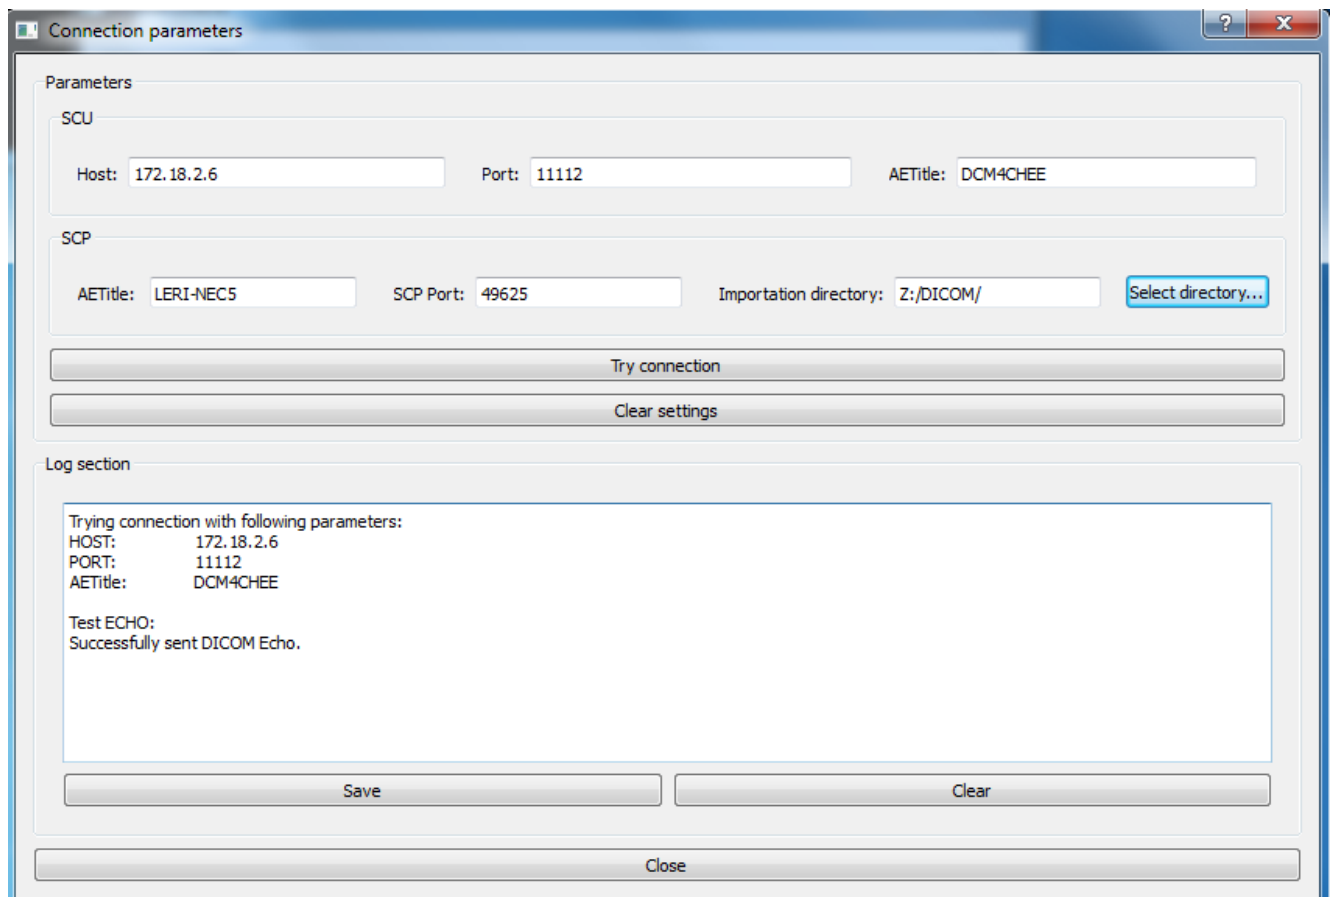 Connection parameters
?
X
Parameters
SCU
Host: 172.18.2.6 Port: 11112 AETitle: DCM4CHEE
SCP
AETitle: LERI-NEC5 SCP Port: 49625 Importation directory: Z:/DICOM/ Select directory...
Try connection
Clear settings
Log section
Trying connection with following parameters:
HOST: 172.18.2.6
PORT: 11112
AETitle: DCM4CHEE
Test ECHO:
Successfully sent DICOM Echo.
Save Clear
Close